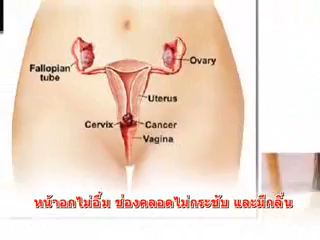 Ovary
Fallopian
tube
Uterus
Cervix
Cancer
Vagina
หน้าอกไม่อิ่ม ช่องคลอดไม่กระชับ และมีกลิ่น